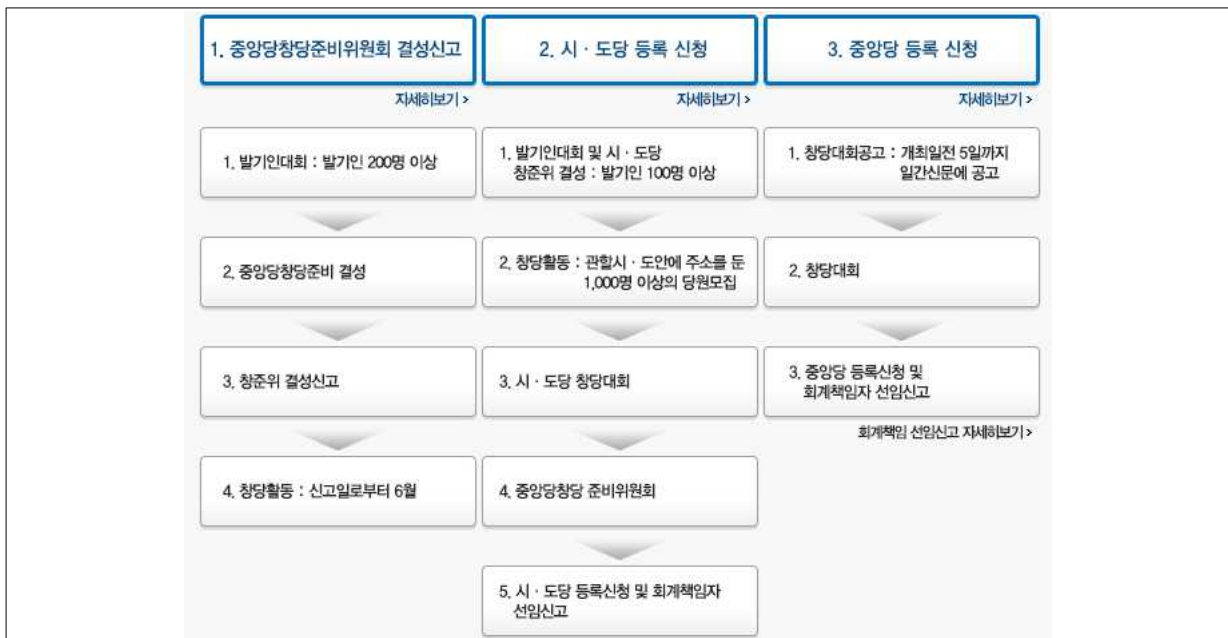 1. 중앙당창당준비위원회 결성신고
자세히보기 >
1. 발기인대회 : 발기인 200명 이상
2. 중앙당창당준비 결성
3. 창준위 결성신고
4. 창당활동 : 신고일로부터 6월
2. 시 · 도당 등록 신청
자세히보기 >
1. 발기인대회 및 시 · 도당
창준위 결성 : 발기인 100명 이상
2. 창당활동 : 관할시 · 도안에 주소를 둔
1,000명 이상의 당원모집
3. 시 · 도당 창당대회
4. 중앙당창당 준비위원회
5. 시 · 도당 등록신청 및 회계책임자
선임신고
3. 중앙당 등록 신청
자세히보기 >
1. 창당대회공고 : 개최일전 5일까지
일간신문에 공고
2. 창당대회
3. 중앙당 등록신청 및
회계책임자 선임신고
회계책임 선임신고 자세히보기 >